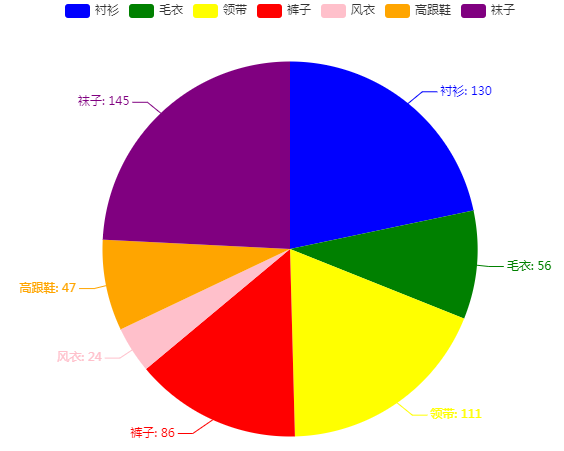 衬衫 毛衣 领带 裤子 风衣 高跟鞋 袜子
袜子: 145
衬衫: 130
毛衣: 56
高跟鞋: 47
风衣: 24
领带: 111
裤子: 86